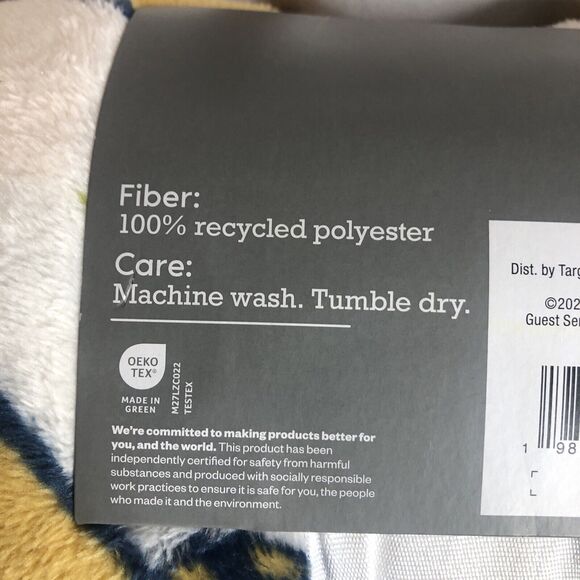 Fiber:
100% recycled polyester
Care:
Machine wash. Tumble dry.
OEKO
TEX®
MADE IN
GREEN
M27LZC022
TESTEX
We're committed to making products better for
you, and the world. This product has been
independently certified for safety from harmful
substances and produced with socially responsible
work practices to ensure it is safe for you, the people
who made it and the environment.
Dist. by Targ
©202
Guest Ser
1 98